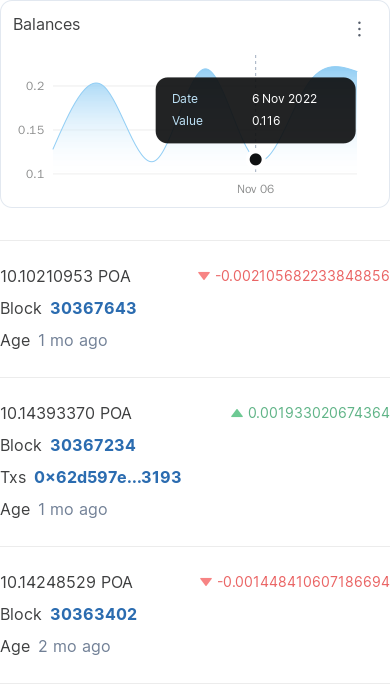 Balances
0.2
0.15
0.1
Date 6 Nov 2022
Value 0.116
Nov 06
10.10210953 POA -0.002105682233848856
Block 30367643
Age 1 mo ago
10.14393370 POA 0.001933020674364
Block 30367234
Txs 0x62d597e...3193
Age 1 mo ago
10.14248529 POA -0.001448410607186694
Block 30363402
Age 2 mo ago